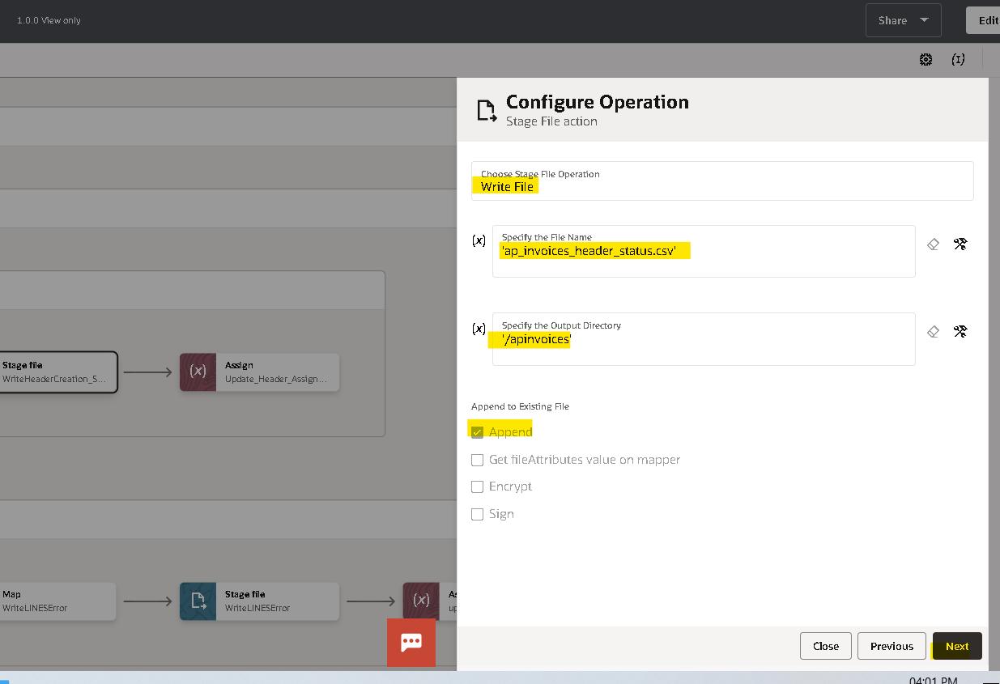 1.0.0 View only
Share
Edit
(I)
Configure Operation
Stage File action
Choose Stage File Operation
Write File
(x)
Specify the File Name
'ap_invoices_header_status.csv'
(x)
Specify the Output Directory
'/apinvoices'
Append to Existing File
Append
Get fileAttributes value on mapper
Encrypt
Sign
Stage file
WriteHeaderCreation_S...
(x)
Assign
Update_Header_Assign...
Map
WriteLINESError
Stage file
WriteLINESError
(x)
As
up
Close
Previous
Next
04:01 PM